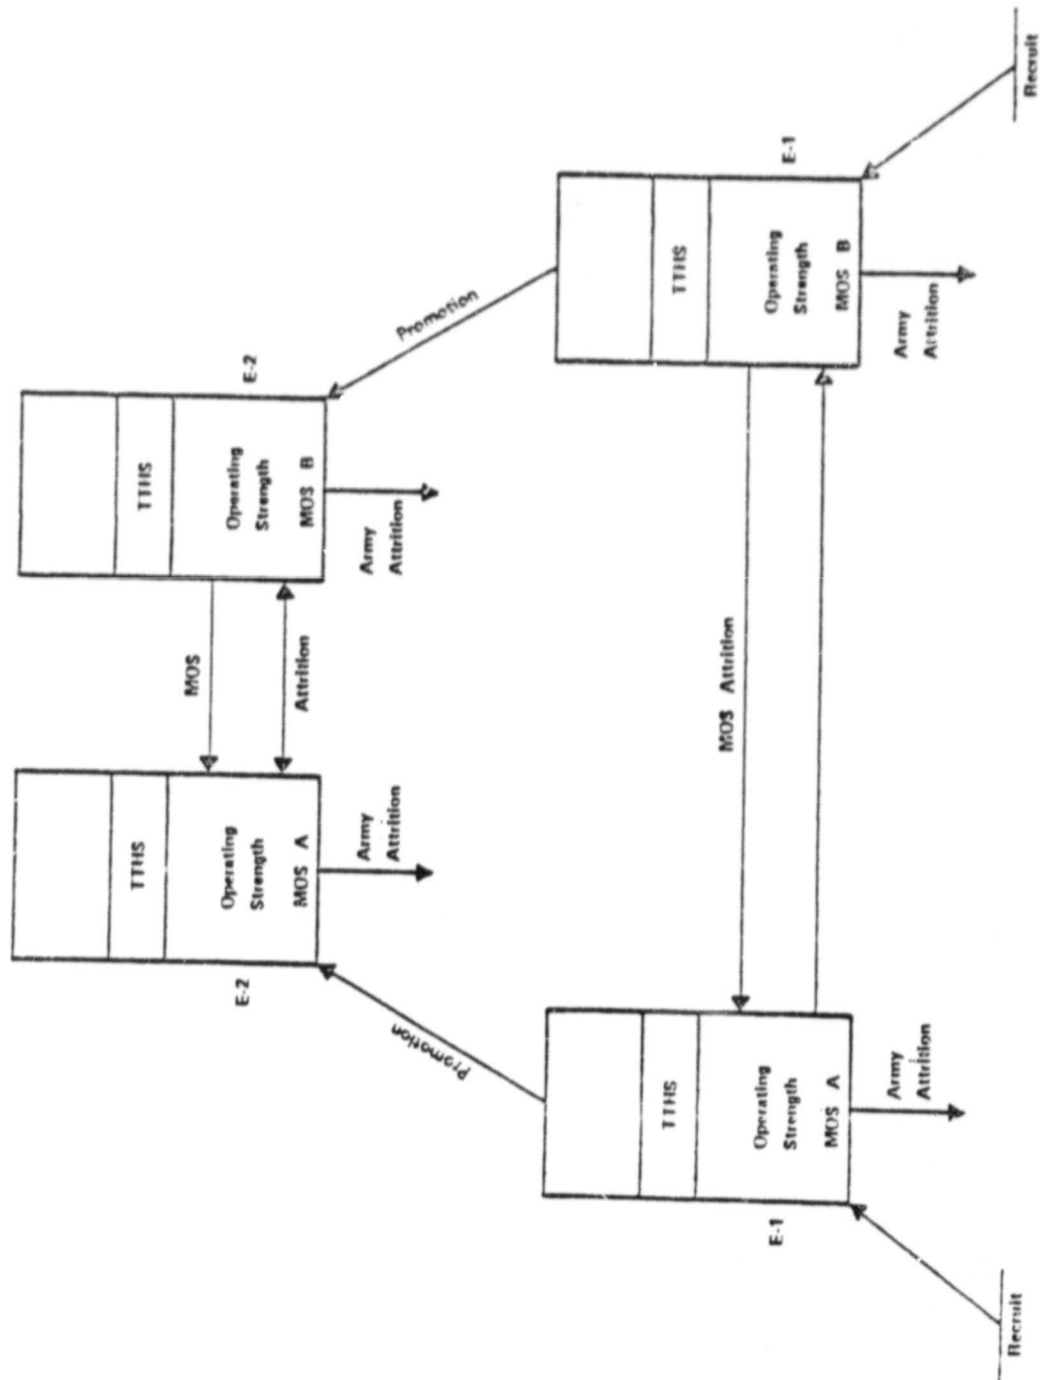 E-2
TTHS
Operating
Strength
MOS A
Army
Attrition
MOS
Attrition
TTHS
Operating
Strength
MOS B
E-2
Army
Attrition
Promotion
Promotion
E-1
TTHS
Operating
Strength
MOS A
Army
Attrition
MOS Attrition
TTHS
Operating
Strength
MOS B
E-1
Army
Attrition
Recruit
Recruit